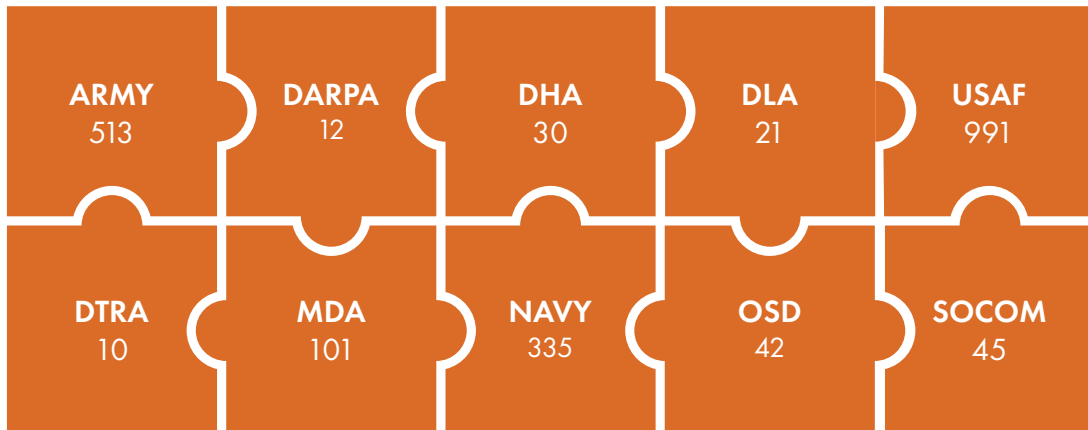 ARMY
513
DARPA
12
DHA
30
DLA
21
USAF
991
DTRA
10
MDA
101
NAVY
335
OSD
42
SOCOM
45